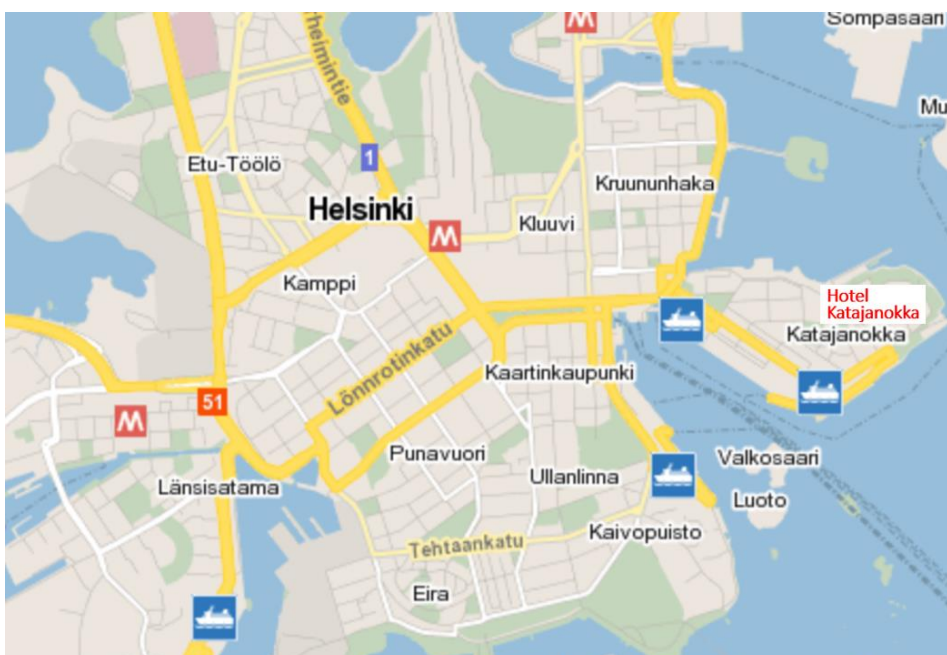 M
Sompasaari
rheimintie
Mu
1
Etu-Töölö
Kruununhaka
Helsinki
M
Kluuvi
Kamppi
Hotel
Katajanokka
Katajanokka
Lönnrotinkatu
Kaartinkaupunki
51
M
Punavuori
Valkosaari
Ullanlinna
Länsisatama
Luoto
Kaivopuisto
Tehtaankatu
Eira